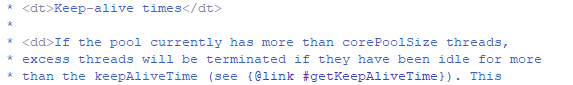 * <dt>Keep-alive times</dt>
*
* <dd>If the pool currently has more than corePoolSize threads,
* excess threads will be terminated if they have been idle for more
* than the keepAliveTime (see {@link #getKeepAliveTime}). This